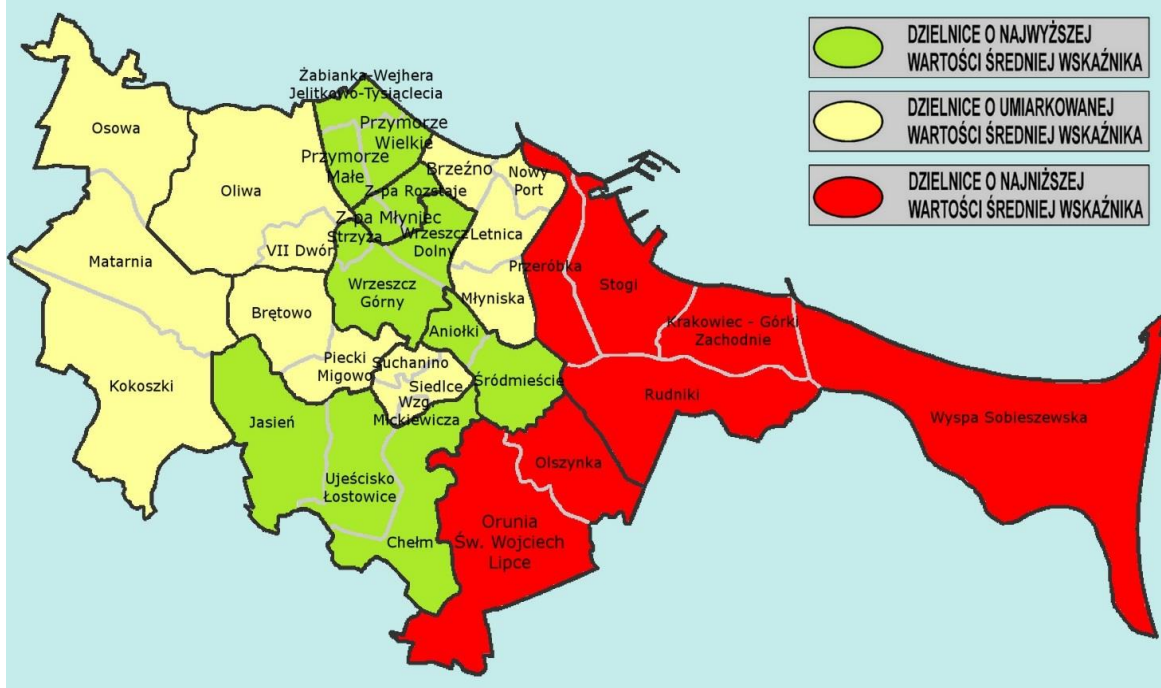 DZIELNICE O NAJWYŻSZEJ
WARTOŚCI ŚREDNIEJ WSKAŹNIKA
DZIELNICE O UMIARKOWANEJ
WARTOŚCI ŚREDNIEJ WSKAŹNIKA
DZIELNICE O NAJNIŻSZEJ
WARTOŚCI ŚREDNIEJ WSKAŹNIKA
Żabianka-Wejhera
Jelitkowo-Tysiąclecia
Osowa
Przymorze
Wielkie
Przymorze
Małe
Brzeźno
Nowy
Port
Oliwa
Z-pa Rozstaje
Z-pa Młyniec
Strzyża
Wrzeszcz
Dolny
Letnica
VII Dwór
Matarnia
Przeróbka
Stogi
Wrzeszcz
Górny
Młyniska
Brętowo
Aniołki
Krakowiec - Górki
Zachodnie
Piecki
Migowo
Suchanino
Siedlce
Wzg.
Mickiewicza
Śródmieście
Kokoszki
Rudniki
Jasień
Wyspa Sobieszewska
Olszynka
Ujeścisko
Łostowice
Chełm
Orunia
Św. Wojciech
Lipce